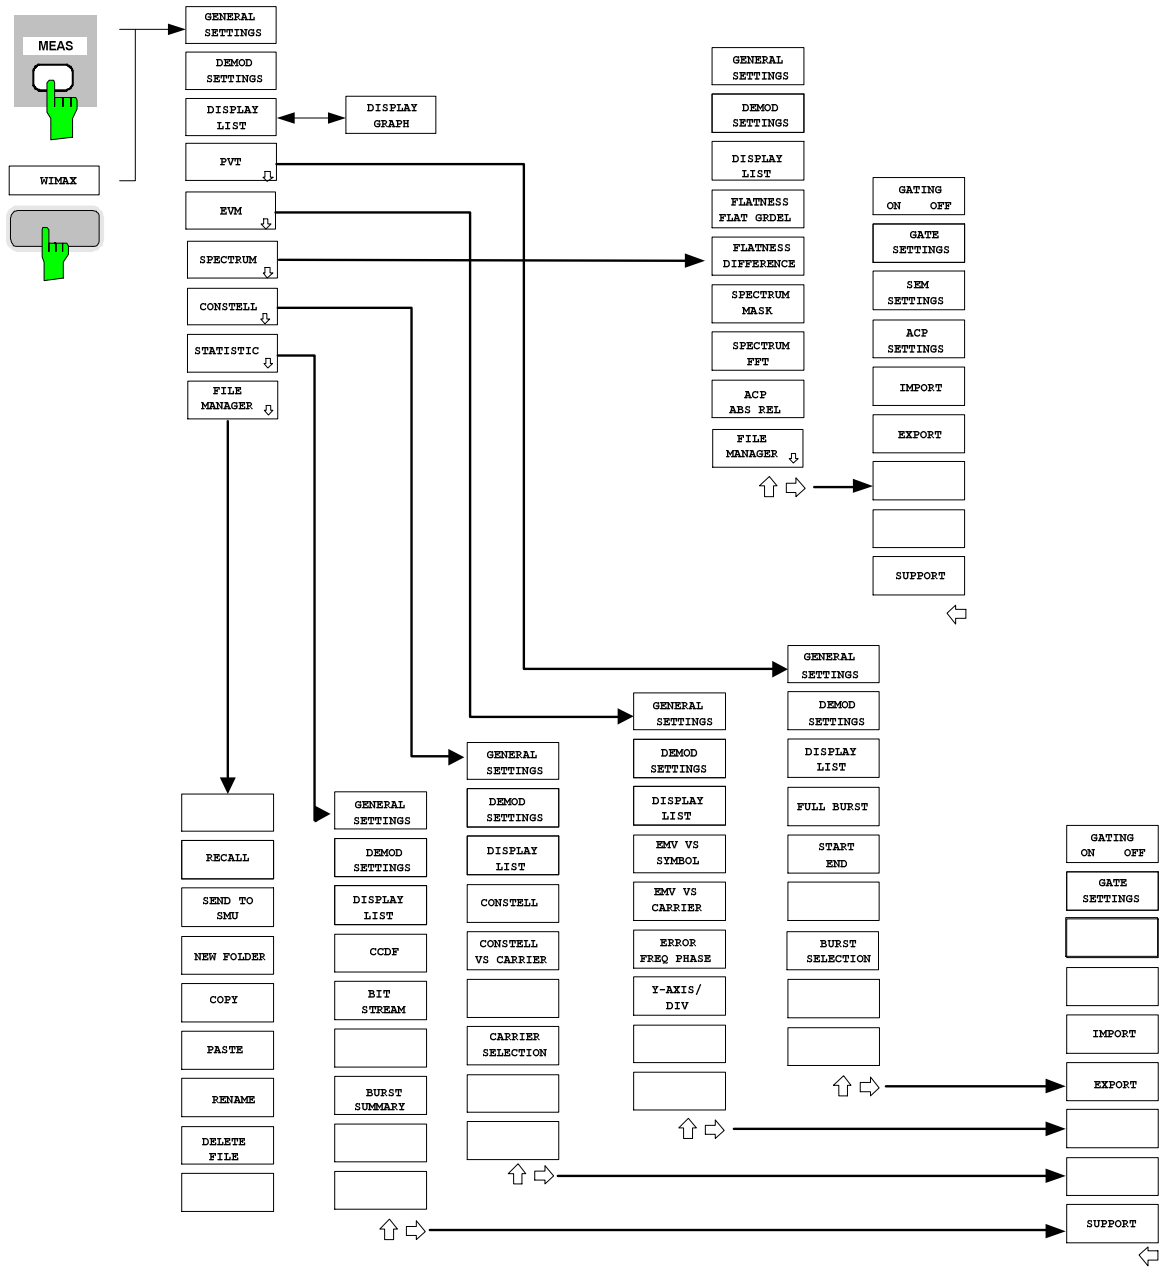 MEAS
WIMAX
GENERAL
SETTINGS
DEMOD
SETTINGS
DISPLAY
LIST
DISPLAY
GRAPH
PVT
EVM
SPECTRUM
CONSTELL
STATISTIC
FILE
MANAGER
GENERAL
SETTINGS
DEMOD
SETTINGS
DISPLAY
LIST
FLATNESS
FLAT GRDEL
FLATNESS
DIFFERENCE
SPECTRUM
MASK
SPECTRUM
FFT
ACP
ABS REL
FILE
MANAGER
GATING
ON OFF
GATE
SETTINGS
SEM
SETTINGS
ACP
SETTINGS
IMPORT
EXPORT
SUPPORT
RECALL
SEND TO
SMU
NEW FOLDER
COPY
PASTE
RENAME
DELETE
FILE
GENERAL
SETTINGS
DEMOD
SETTINGS
DISPLAY
LIST
CCDF
BIT
STREAM
BURST
SUMMARY
GENERAL
SETTINGS
DEMOD
SETTINGS
DISPLAY
LIST
CONSTELL
CONSTELL
VS CARRIER
CARRIER
SELECTION
GENERAL
SETTINGS
DEMOD
SETTINGS
DISPLAY
LIST
EMV VS
SYMBOL
EMV VS
CARRIER
ERROR
FREQ PHASE
Y-AXIS/
DIV
GENERAL
SETTINGS
DEMOD
SETTINGS
DISPLAY
LIST
FULL BURST
START
END
BURST
SELECTION
GATING
ON OFF
GATE
SETTINGS
IMPORT
EXPORT
SUPPORT